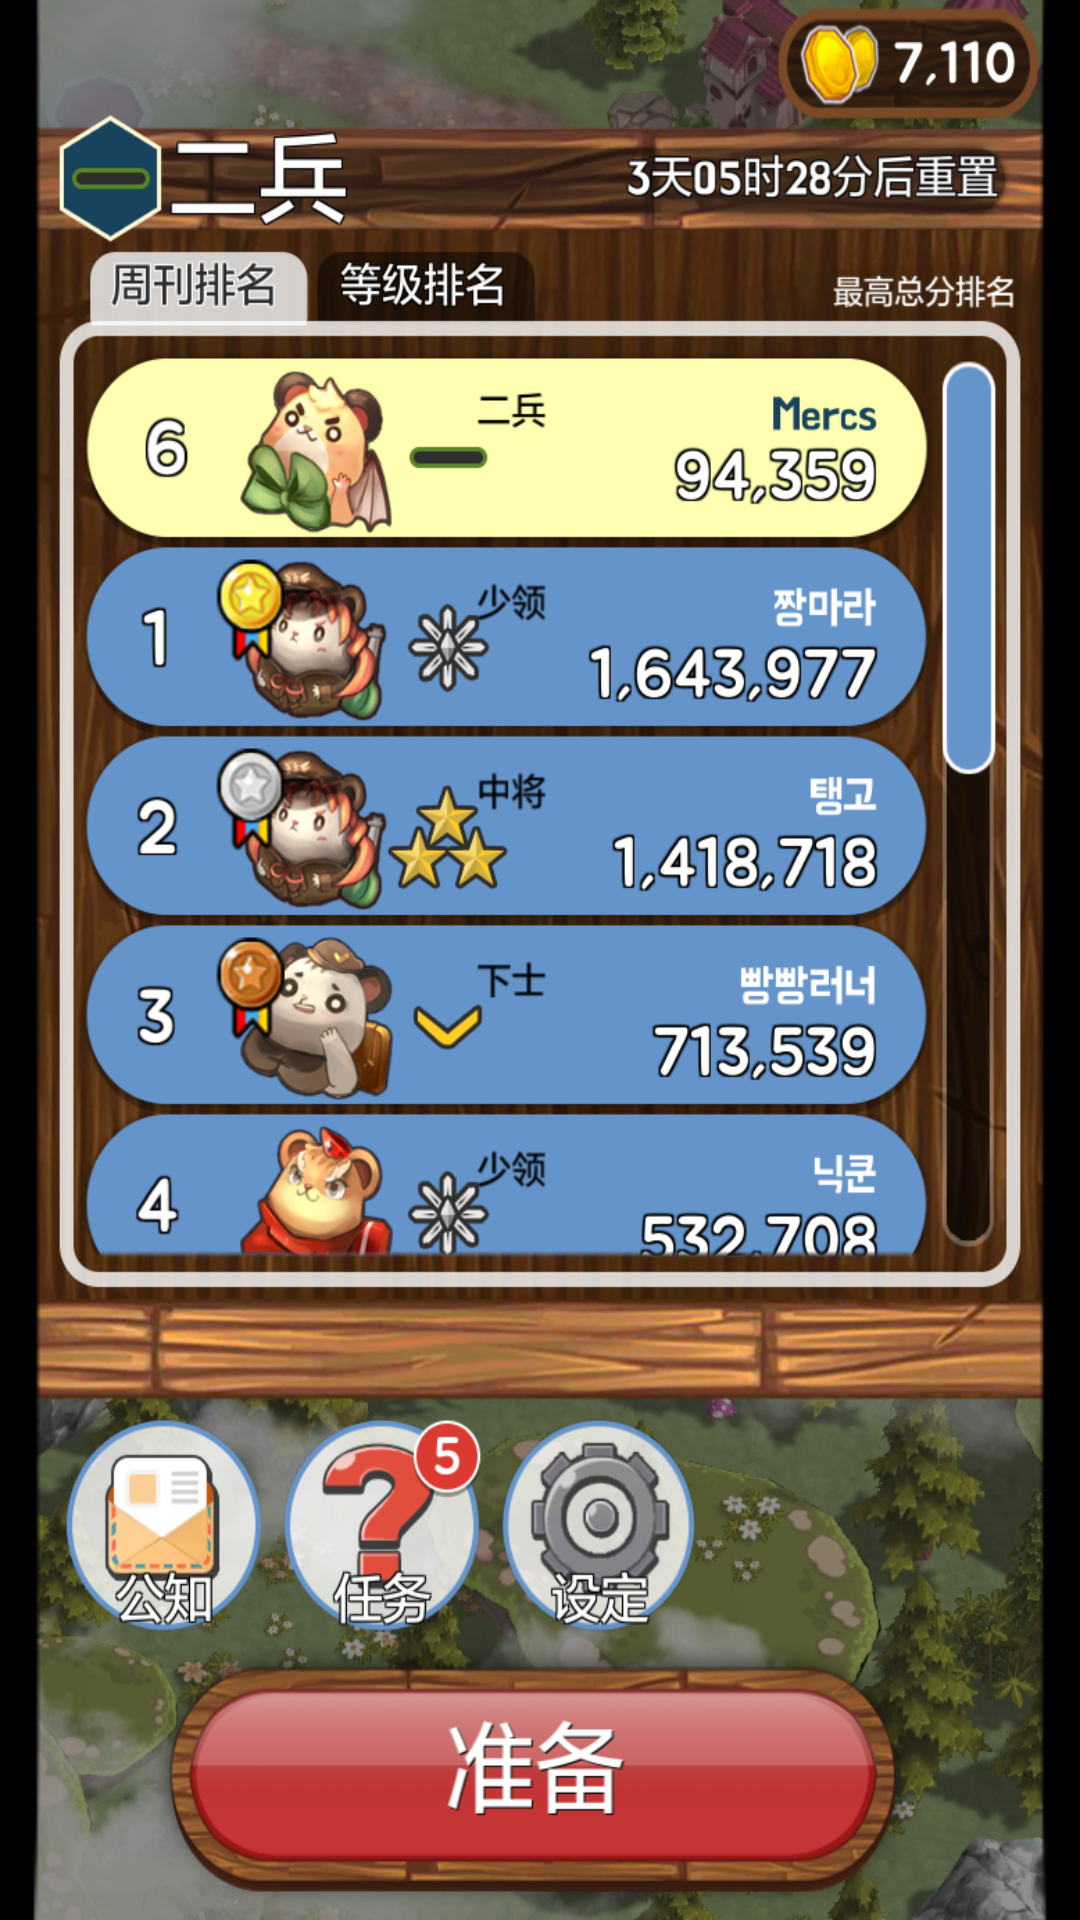 7,110
二兵
3天05时28分后重置
周刊排名
等级排名
最高总分排名
6
二兵
Mercs
94,359
1
少领
짱마라
1,643,977
2
中将
탱고
1,418,718
3
下士
빵빵러너
713,539
4
少领
닉쿤
532,708
5
公知
任务
设定
准备